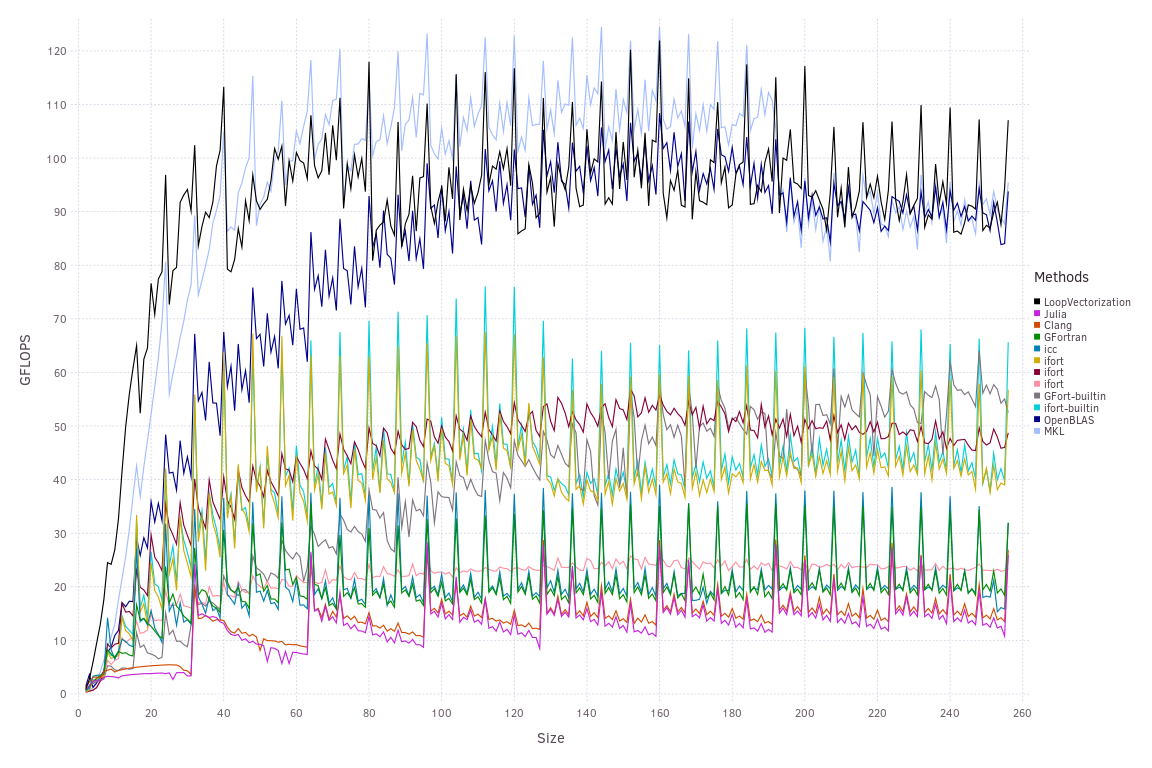 120
110
100
90
80
70
60
50
40
30
20
10
0
GFLOPS
0 20 40 60 80 100 120 140 160 180 200 220 240 260
Size
Methods
LoopVectorization
Julia
Clang
GFortran
icc
ifort
ifort
ifort
GFort-builtin
ifort-builtin
OpenBLAS
MKL